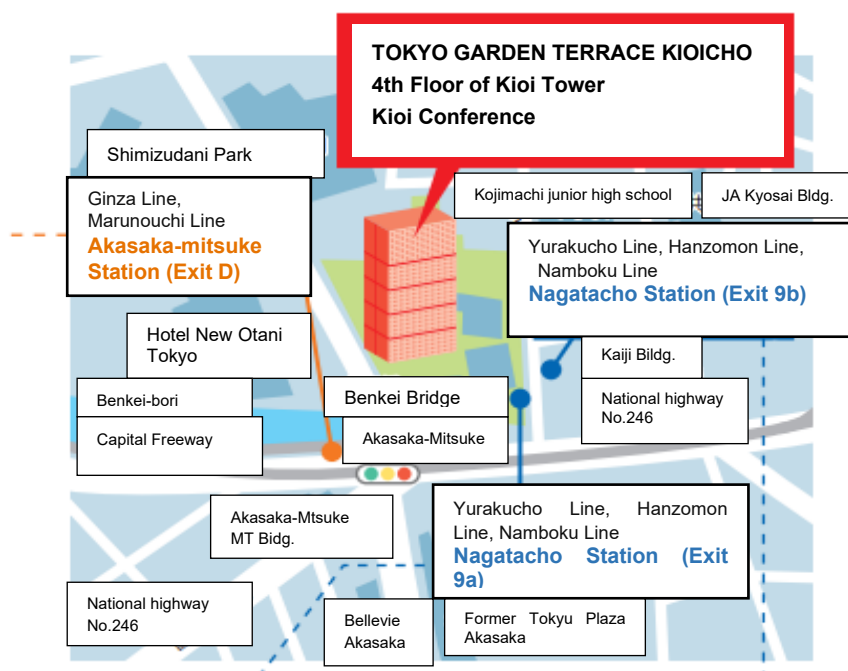 TOKYO GARDEN TERRACE KIOICHO
4th Floor of Kioi Tower
Kioi Conference
Shimizudani Park
Kojimachi junior high school
JA Kyosai Bldg.
Ginza Line,
Marunouchi Line
Akasaka-mitsuke
Station (Exit D)
Yurakucho Line, Hanzomon Line,
Namboku Line
Nagatacho Station (Exit 9b)
Hotel New Otani
Tokyo
Kaiji Bildg.
Benkei-bori
Benkei Bridge
National highway
No.246
Capital Freeway
Akasaka-Mitsuke
Akasaka-Mtsuke
MT Bidg.
Yurakucho Line, Hanzomon
Line, Namboku Line
Nagatacho Station (Exit
9a)
National highway
No.246
Bellevie
Akasaka
Former Tokyu Plaza
Akasaka